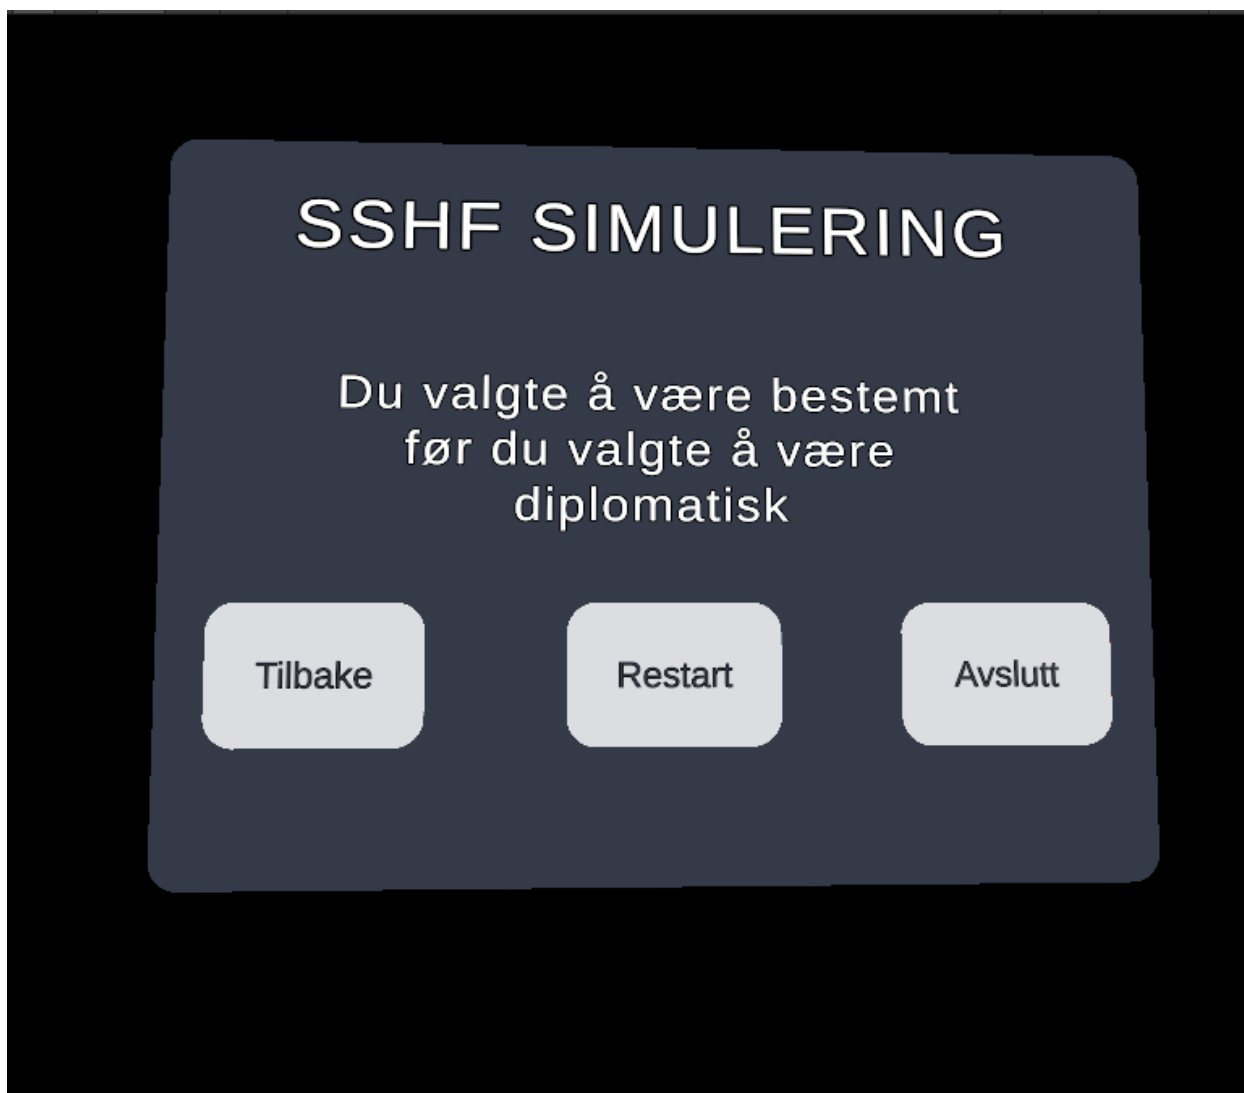 SSHF SIMULERING
Du valgte å være bestemt
før du valgte å være
diplomatisk
Tilbake
Restart
Avslutt